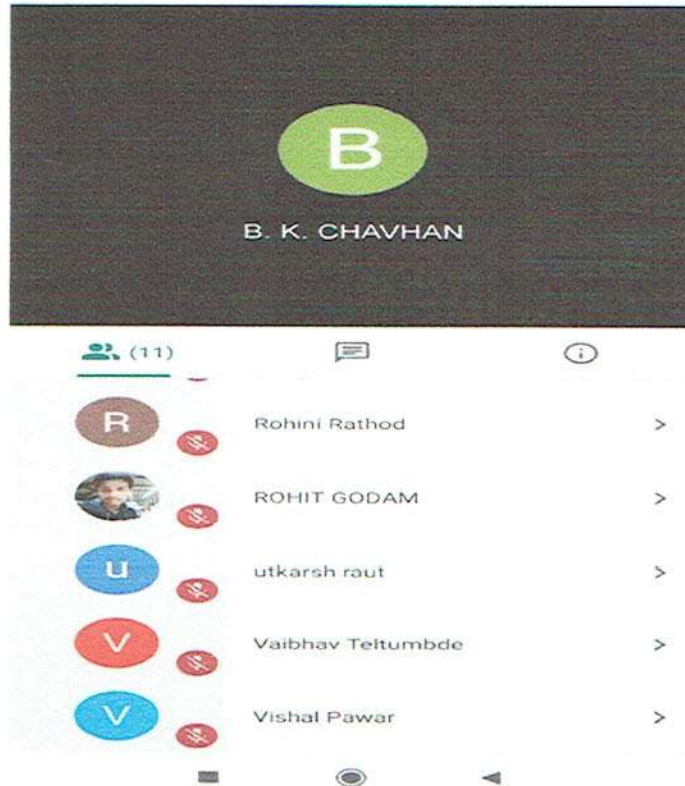 B
B. K. CHAVHAN
(11)
R
Rohini Rathod
ROHIT GODAM
u
utkarsh raut
V
Vaibhav Teltumbde
V
Vishal Pawar